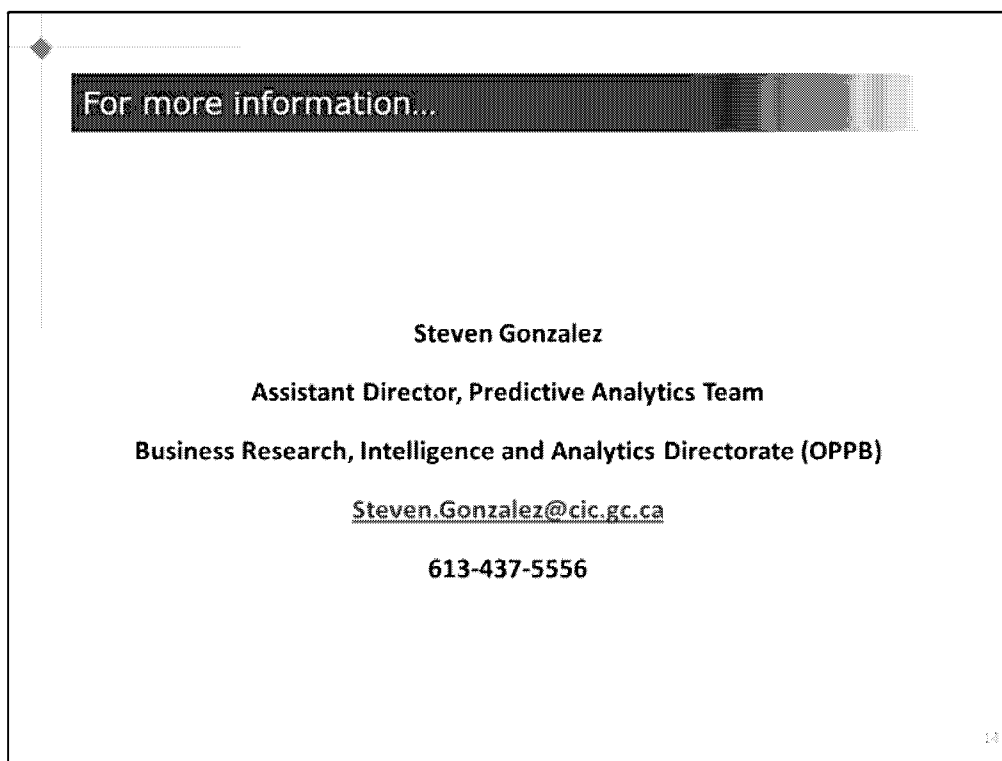 For more information...
Steven Gonzalez
Assistant Director, Predictive Analytics Team
Business Research, Intelligence and Analytics Directorate (OPPB)
Steven.Gonzalez@cic.gc.ca
613-437-5556
14